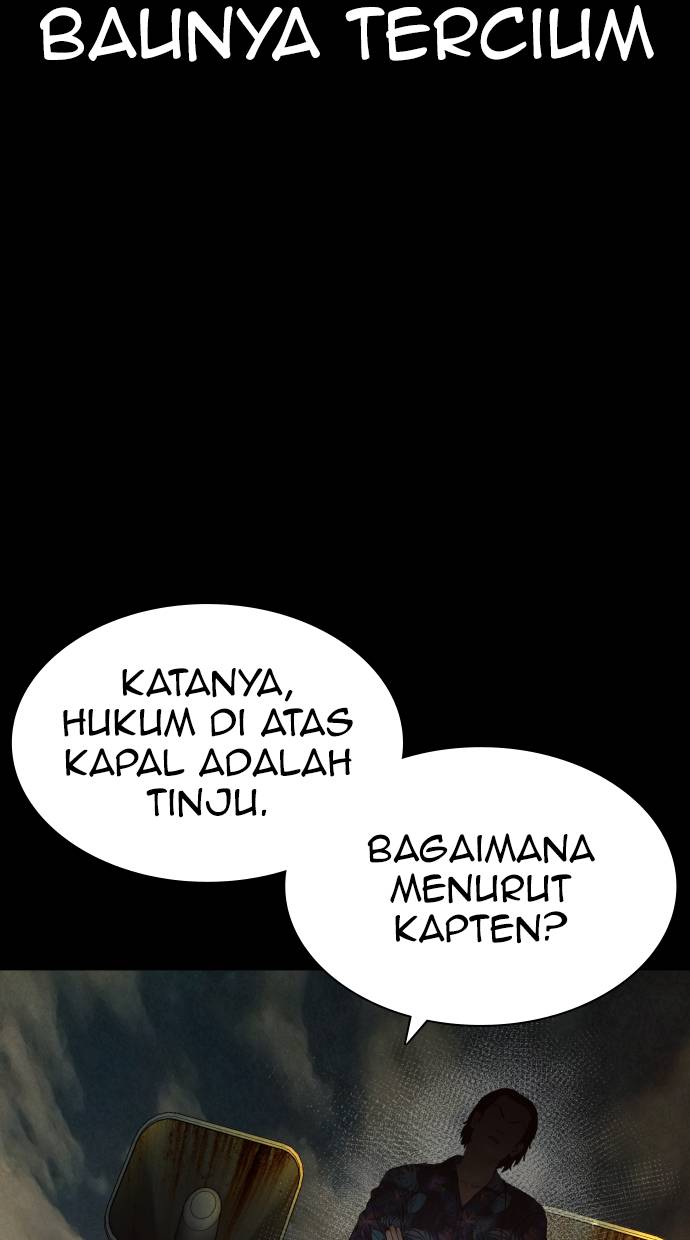 BAUNYA TERCIUM
KATANYA,
HUKUM DI ATAS
KAPAL ADALAH
TINJU.
BAGAIMANA
MENURUT
KAPTEN?